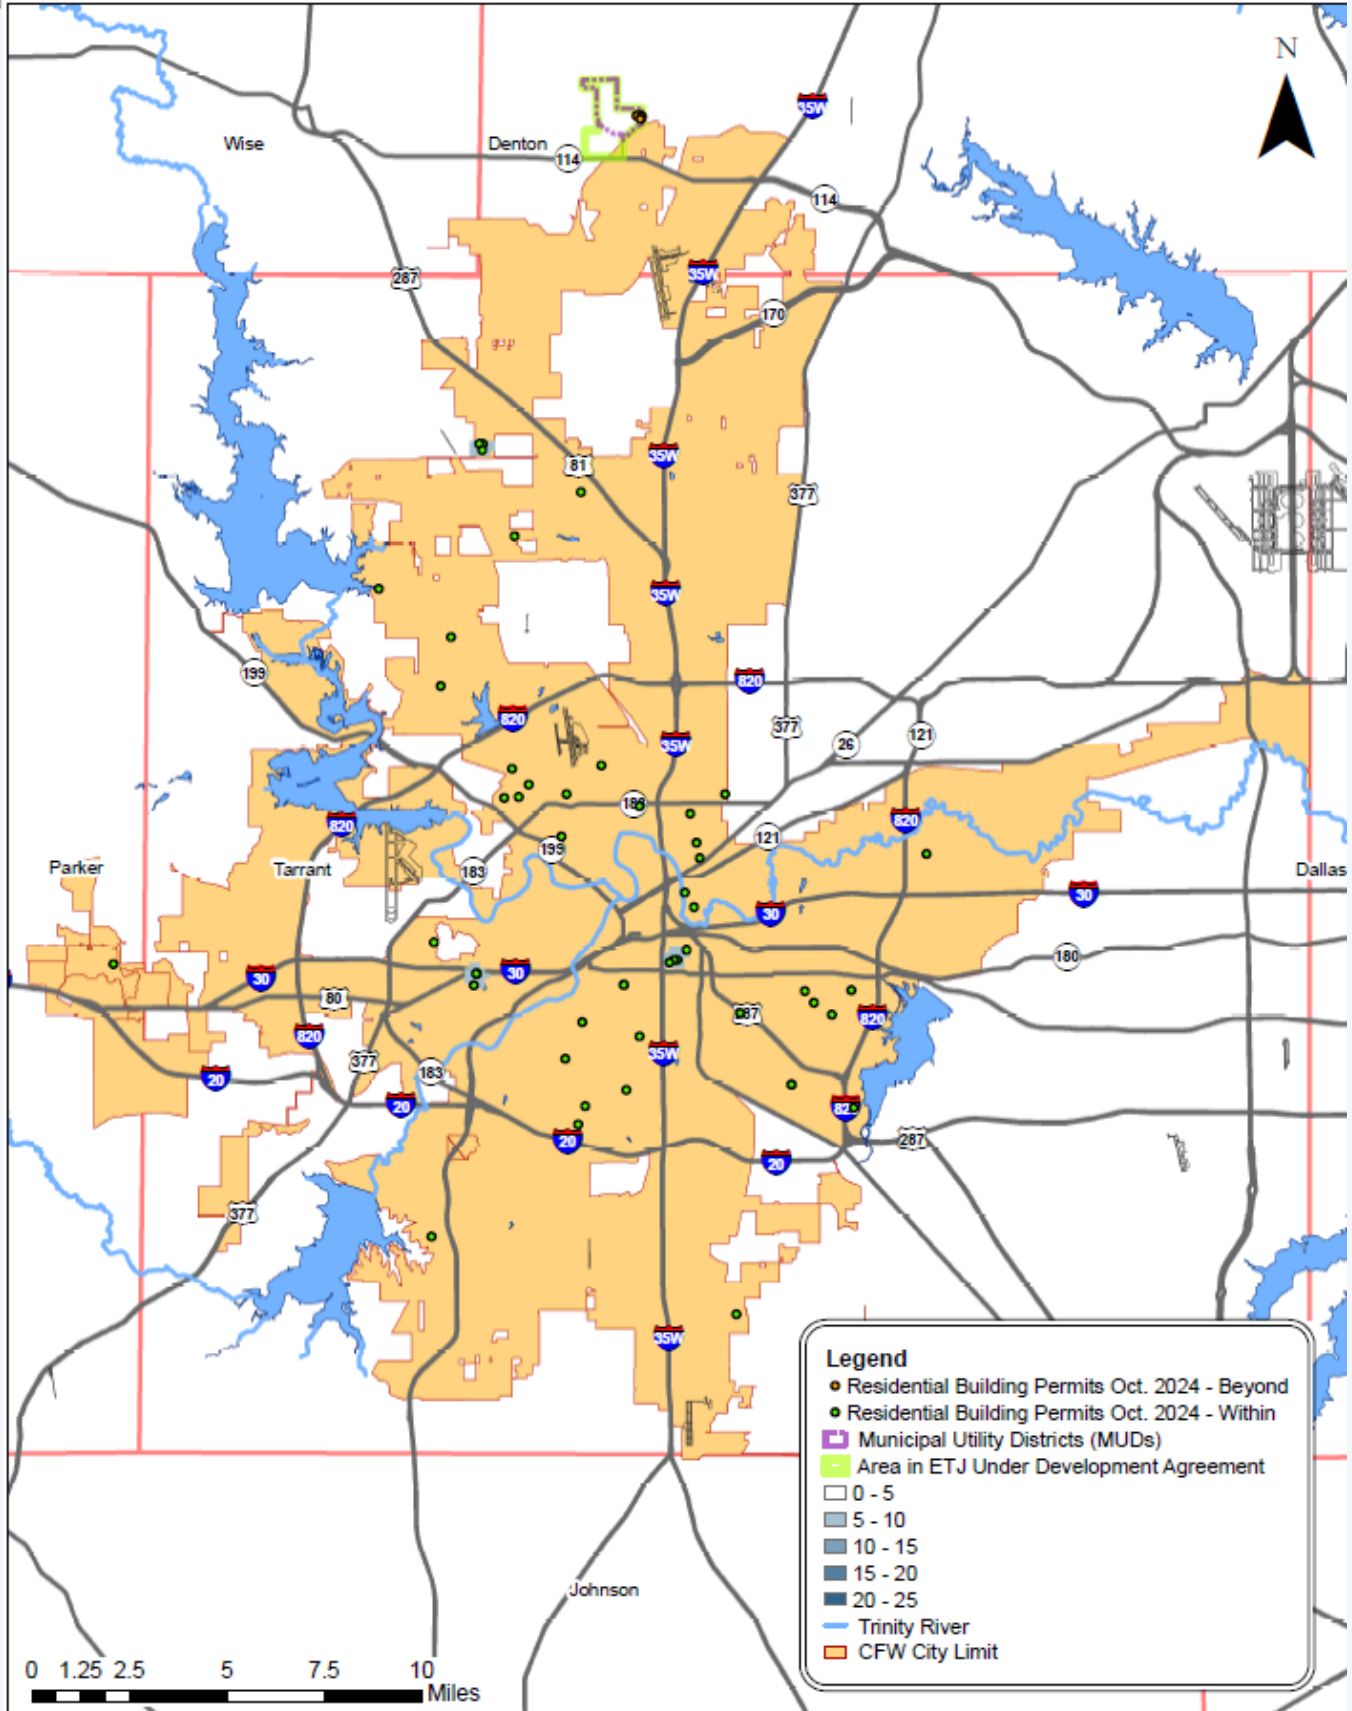 N
35W
Wise
Denton
114
114
287
35W
170
35W
81
377
35W
199
820
820
377
35W
26
121
183
820
820
121
199
183
Parker
Tarrant
Dallas
30
30
180
30
30
80
287
820
820
35W
377
183
20
20
820
287
20
20
377
35W
Legend
Residential Building Permits Oct. 2024 - Beyond
Residential Building Permits Oct. 2024 - Within
Municipal Utility Districts (MUDs)
Area in ETJ Under Development Agreement
0 - 5
5 - 10
10 - 15
15 - 20
20 - 25
Trinity River
CFW City Limit
Johnson
0 1.25 2.5 5 7.5 10
Miles